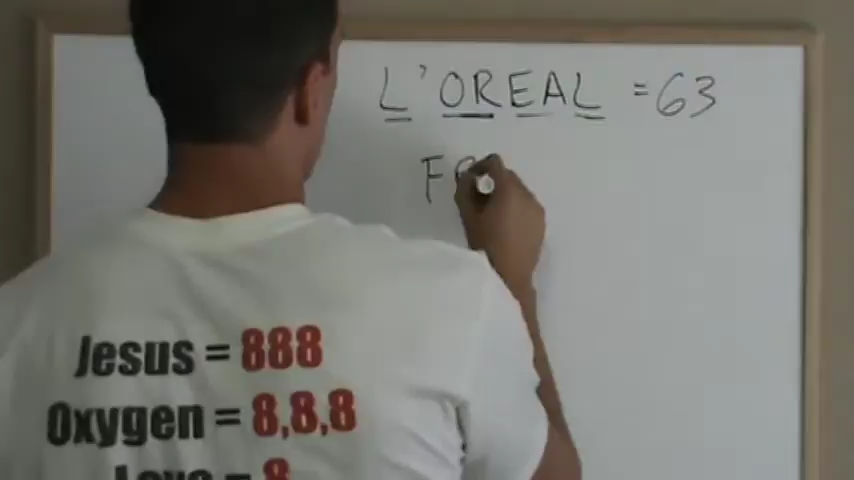 L'OREAL = 63
F
Jesus = 888
Oxygen = 8,8,8
Love = 8